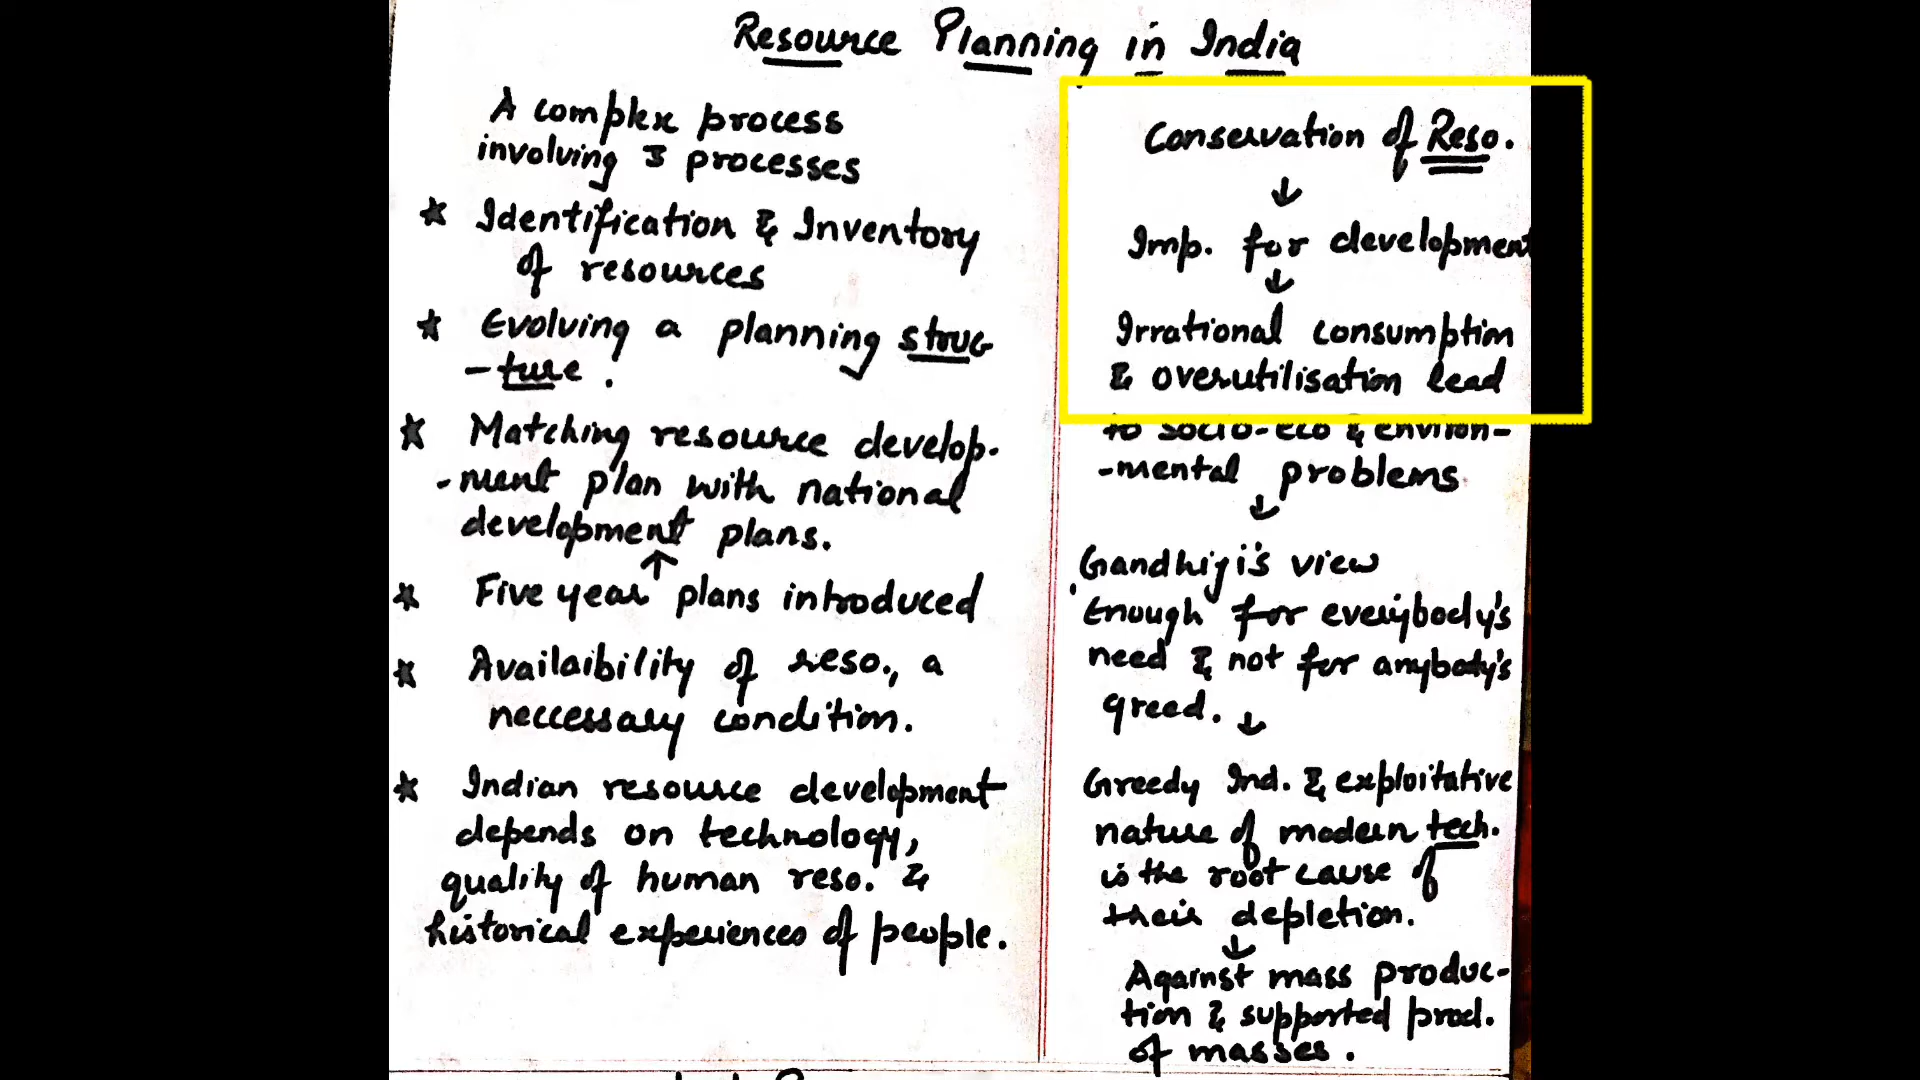 Resource Planning in India
A complex process
involving 3 processes
★ Identification & Inventory
of resources
★ Evolving a planning struc
-ture.
★ Matching resource develop.
-ment plan with national
development plans.
↑
★ Five year plans introduced
★ Availaibility of reso., a
neccessary condition.
★ Indian resource development
depends on technology,
quality of human reso. &
historical experiences of people.
Conservation of Reso.
↓
Imp. for development
↓
Irrational consumption
& overutilisation lead
to socio-eco & environ-
-mental problems
↓
Gandhiji's view
'Enough for everybody's
need & not for anybody's
greed.
↓
Greedy Ind. & exploitative
nature of modern tech.
is the root cause of
their depletion.
↓
Against mass produc-
tion & supported prod.
of masses.